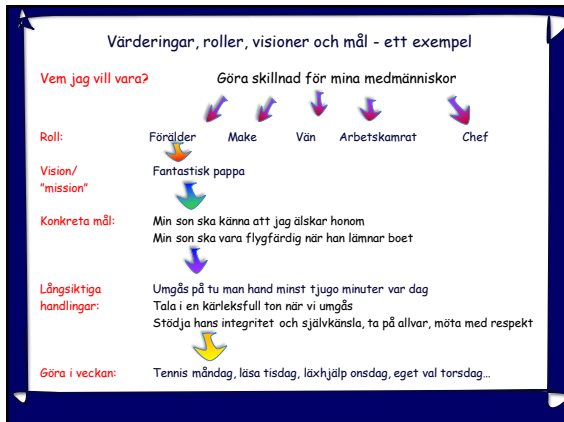 Värderingar, roller, visioner och mål - ett exempel
Vem jag vill vara? Göra skillnad för mina medmänniskor
Roll: Förälder Make Vän Arbetskamrat Chef
Vision/ Fantastisk pappa
"mission"
Konkreta mål: Min son ska känna att jag älskar honom
Min son ska vara flygfärdig när han lämnar boet
Långsiktiga Umgås på tu man hand minst tjugo minuter var dag
handlingar: Tala i en kärleksfull ton när vi umgås
Stödja hans integritet och självkänsla, ta på allvar, möta med respekt
Göra i veckan: Tennis måndag, läsa tisdag, läxhjälp onsdag, eget val torsdag...